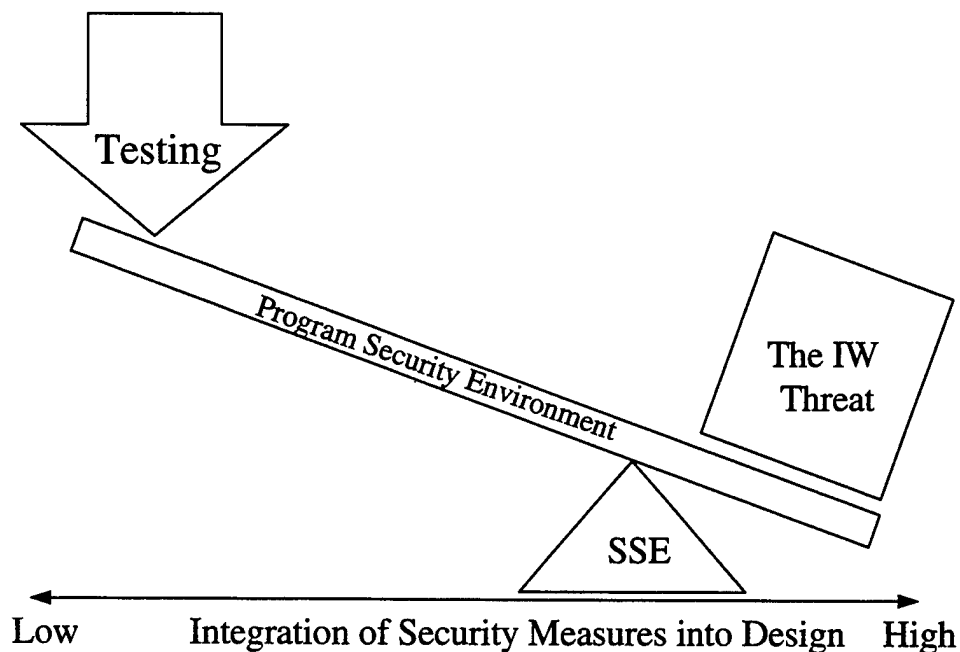 Testing
Program Security Environment
The IW
Threat
SSE
Low Integration of Security Measures into Design High